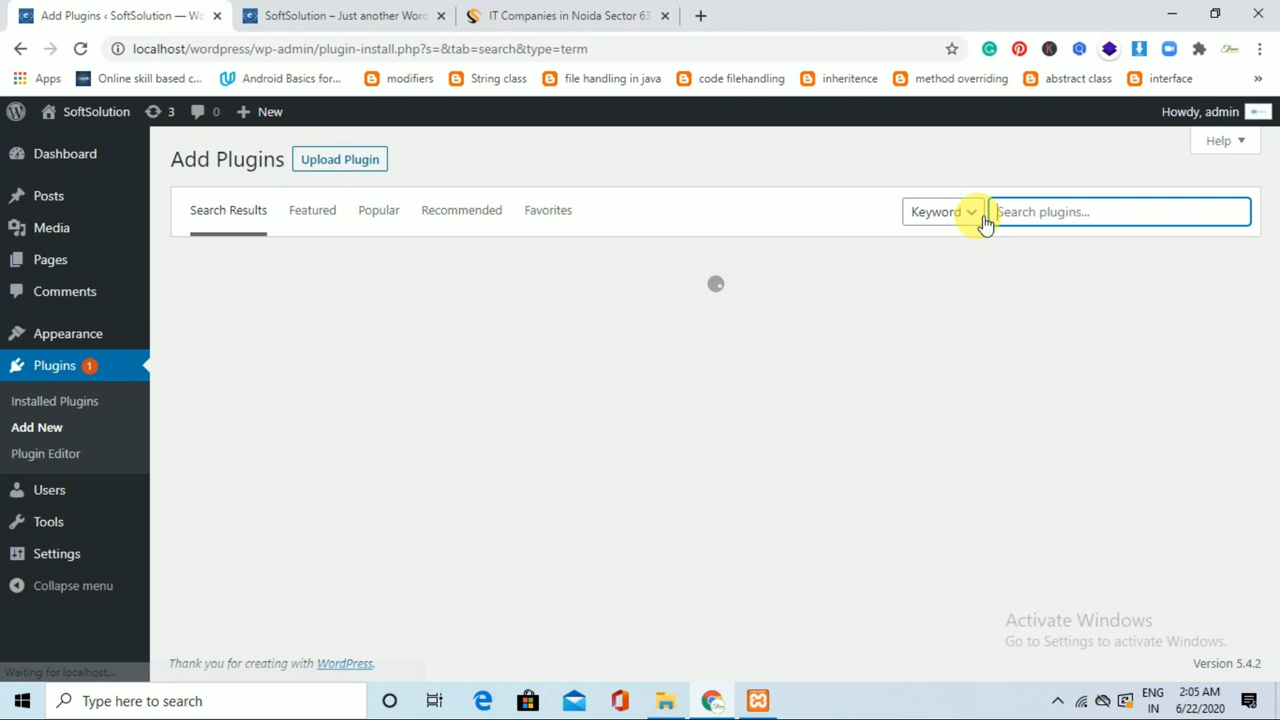 Add Plugins ‹ SoftSolution — Wo
SoftSolution – Just another Word
IT Companies in Noida Sector 63
localhost/wordpress/wp-admin/plugin-install.php?s=&tab=search&type=term
Apps
Online skill based c...
Android Basics for...
modifiers
String class
file handling in java
code filehandling
inheritence
method overriding
abstract class
interface
»
SoftSolution
3
0
New
Howdy, admin
Dashboard
Posts
Media
Pages
Comments
Appearance
Plugins 1
Installed Plugins
Add New
Plugin Editor
Users
Tools
Settings
Collapse menu
Help
Add Plugins
Upload Plugin
Search Results
Featured
Popular
Recommended
Favorites
Keyword
Search plugins...
Activate Windows
Go to Settings to activate Windows.
Thank you for creating with WordPress.
Version 5.4.2
Waiting for localhost...
Type here to search
ENG
IN
2:05 AM
6/22/2020